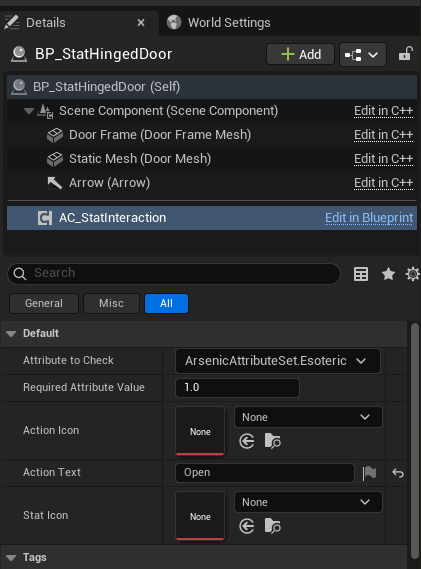 Details
World Settings
BP_StatHingedDoor
Add
BP_StatHingedDoor (Self)
Scene Component (Scene Component) Edit in C++
Door Frame (Door Frame Mesh) Edit in C++
Static Mesh (Door Mesh) Edit in C++
Arrow (Arrow) Edit in C++
AC_StatInteraction Edit in Blueprint
Search
General Misc All
Default
Attribute to Check ArsenicAttributeSet.Esoteric
Required Attribute Value 1.0
Action Icon None None
Action Text Open
Stat Icon None None
Tags